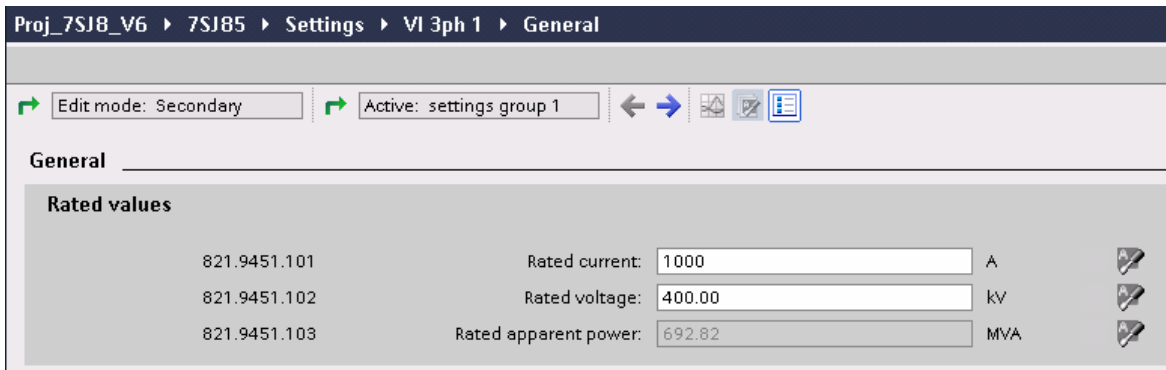 Proj_7SJ8_V6 ▸ 7SJ85 ▸ Settings ▸ VI 3ph 1 ▸ General
Edit mode: Secondary Active: settings group 1
General
Rated values
821.9451.101 Rated current: 1000 A
821.9451.102 Rated voltage: 400.00 kV
821.9451.103 Rated apparent power: 692.82 MVA